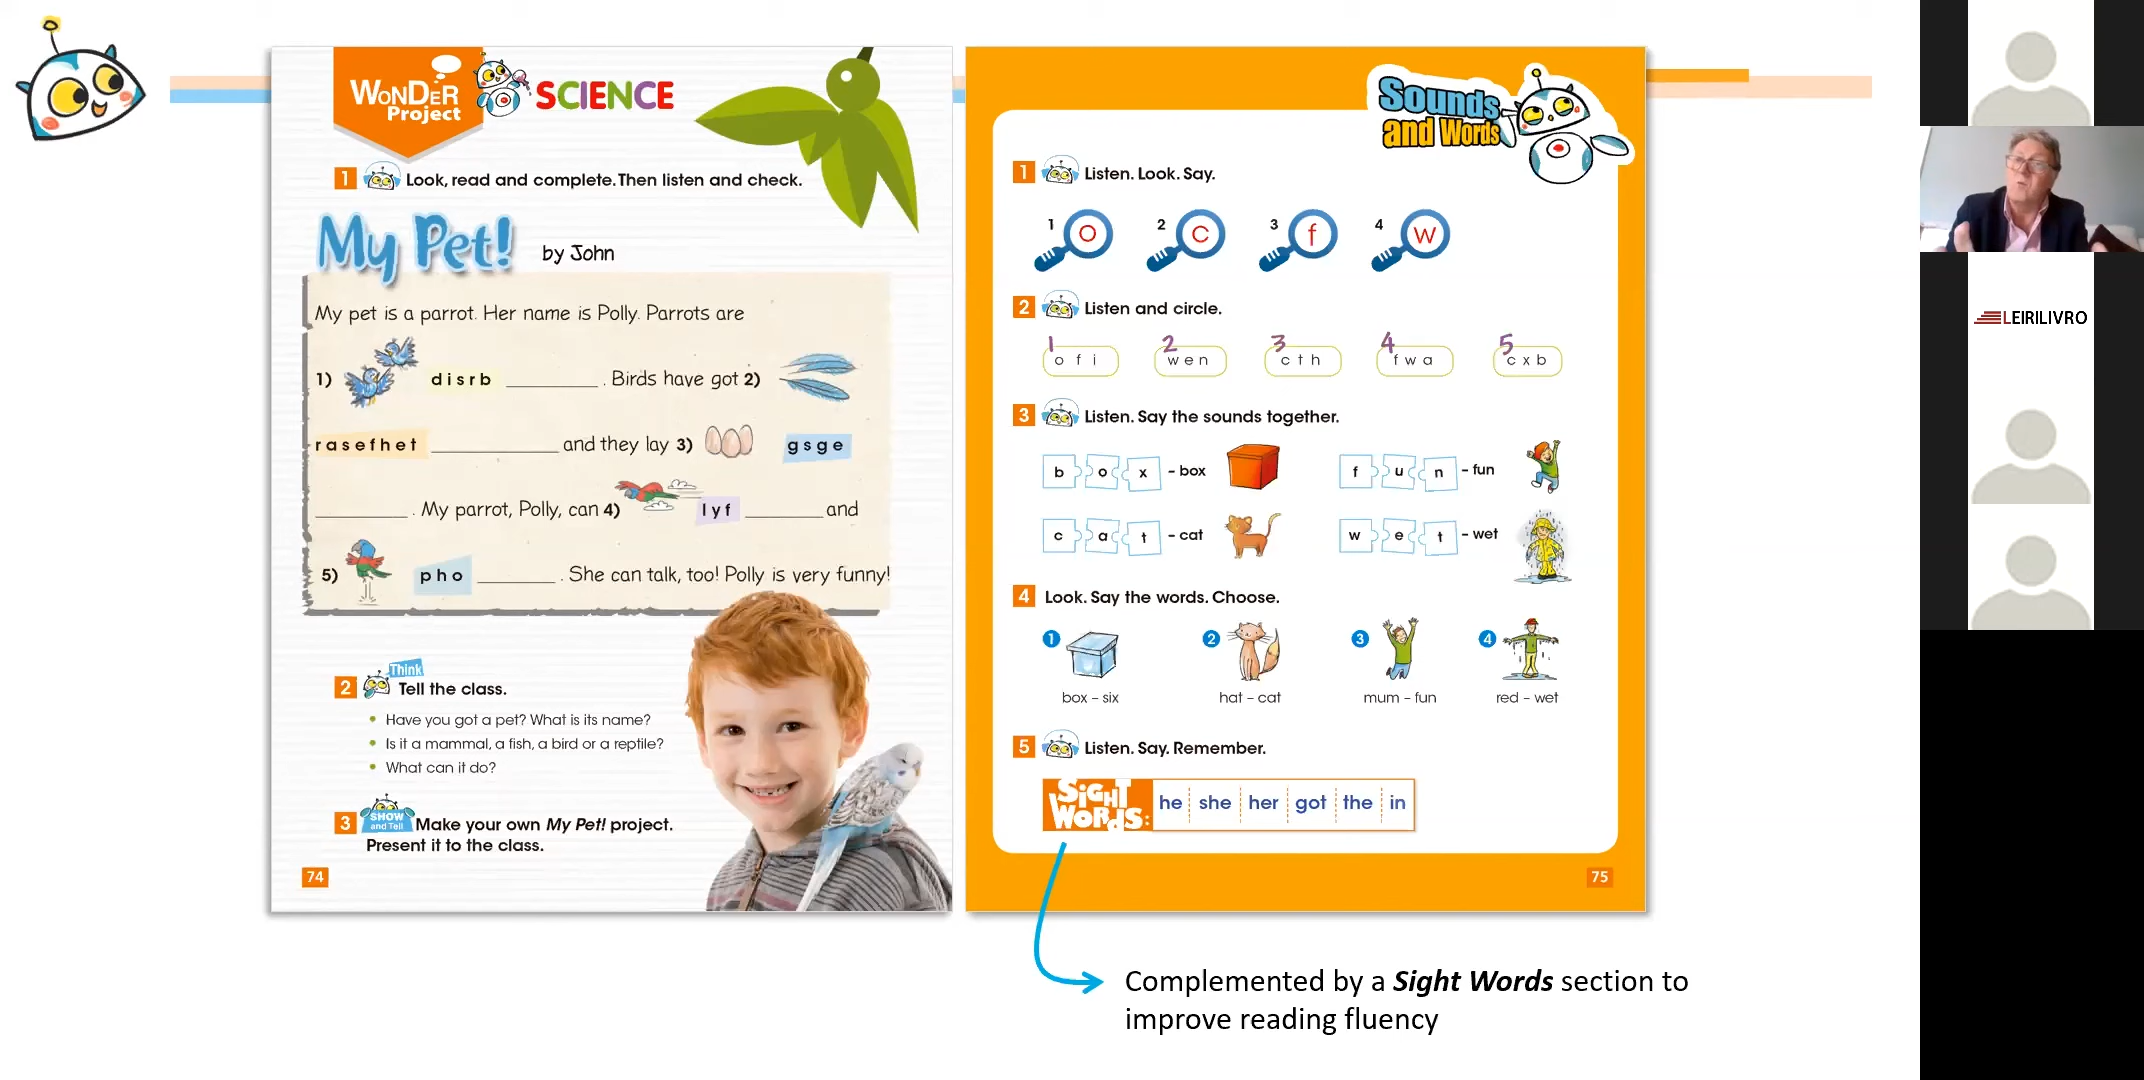 WONDER
Project
SCIENCE
1 Look, read and complete. Then listen and check.
My Pet! by John
My pet is a parrot. Her name is Polly. Parrots are
1) disrb ________ . Birds have got 2)
rasefhet ________ and they lay 3) gsge
________ . My parrot, Polly, can 4) lyf ________ and
5) pho ________ . She can talk, too! Polly is very funny!
Think
2 Tell the class.
• Have you got a pet? What is its name?
• Is it a mammal, a fish, a bird or a reptile?
• What can it do?
SHOW
and Tell
3 Make your own My Pet! project.
Present it to the class.
74
Sounds
and Words
1 Listen. Look. Say.
1 o 2 c 3 f 4 w
2 Listen and circle.
1 2 3 4 5
o f i w e n c t h f w a c x b
3 Listen. Say the sounds together.
b o x – box f u n – fun
c a t – cat w e t – wet
4 Look. Say the words. Choose.
1 2 3 4
box – six hat – cat mum – fun red – wet
5 Listen. Say. Remember.
SIGHT
WORDS:
he she her got the in
75
Complemented by a Sight Words section to
improve reading fluency
LEIRILIVRO